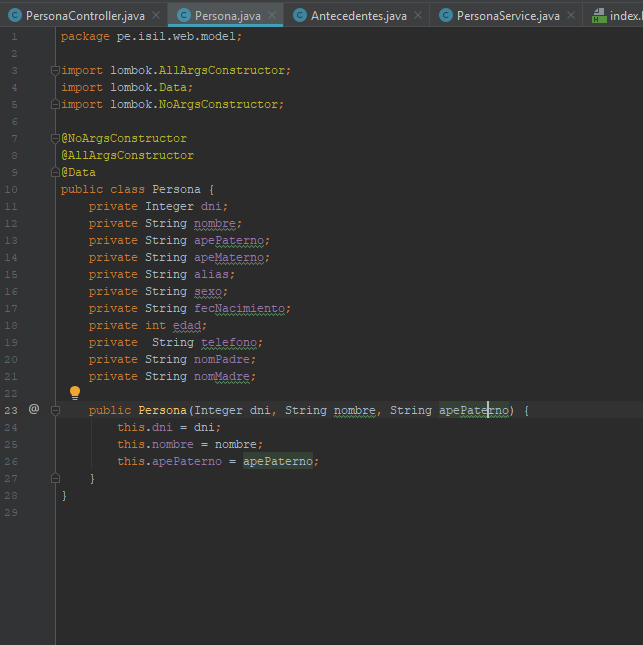 PersonaController.java Persona.java Antecedentes.java PersonaService.java index.
1 package pe.isil.web.model;
2
3 import lombok.AllArgsConstructor;
4 import lombok.Data;
5 import lombok.NoArgsConstructor;
6
7 @NoArgsConstructor
8 @AllArgsConstructor
9 @Data
10 public class Persona {
11 private Integer dni;
12 private String nombre;
13 private String apePaterno;
14 private String apeMaterno;
15 private String alias;
16 private String sexo;
17 private String fecNacimiento;
18 private int edad;
19 private  String telefono;
20 private String nomPadre;
21 private String nomMadre;
22
23 @ public Persona(Integer dni, String nombre, String apePaterno) {
24 this.dni = dni;
25 this.nombre = nombre;
26 this.apePaterno = apePaterno;
27 }
28 }
29